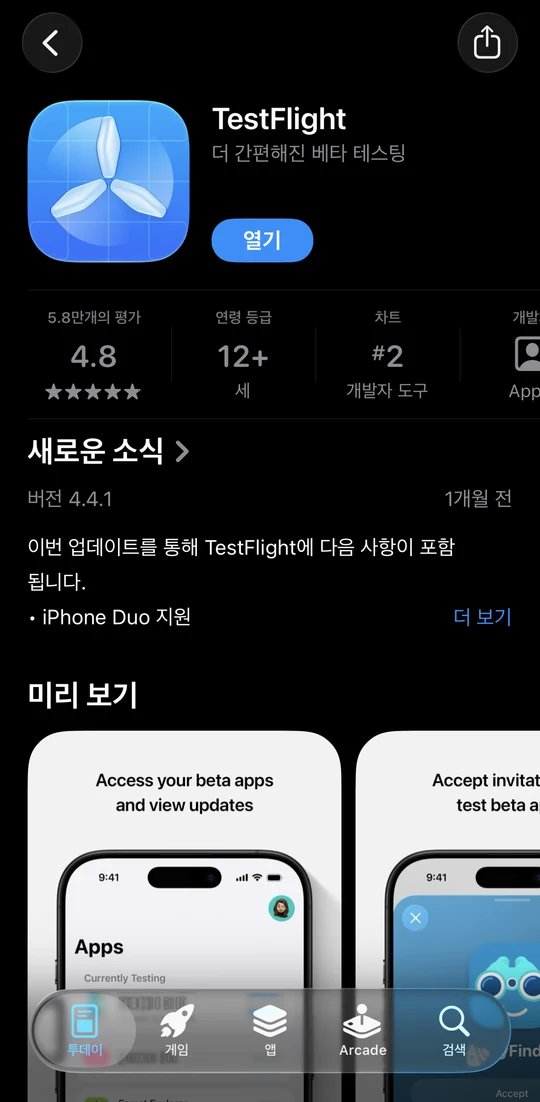 TestFlight
더 간편해진 베타 테스팅
열기
5.8만개의 평가
4.8
연령 등급
12+
세
차트
#2
개발자 도구
새로운 소식
버전 4.4.1
1개월 전
이번 업데이트를 통해 TestFlight에 다음 사항이 포함
됩니다.
• iPhone Duo 지원
더 보기
미리 보기
Access your beta apps
and view updates
9:41
Apps
Currently Testing
Accept
test beta
9:41
투데이
게임
앱
Arcade
검색
Accept